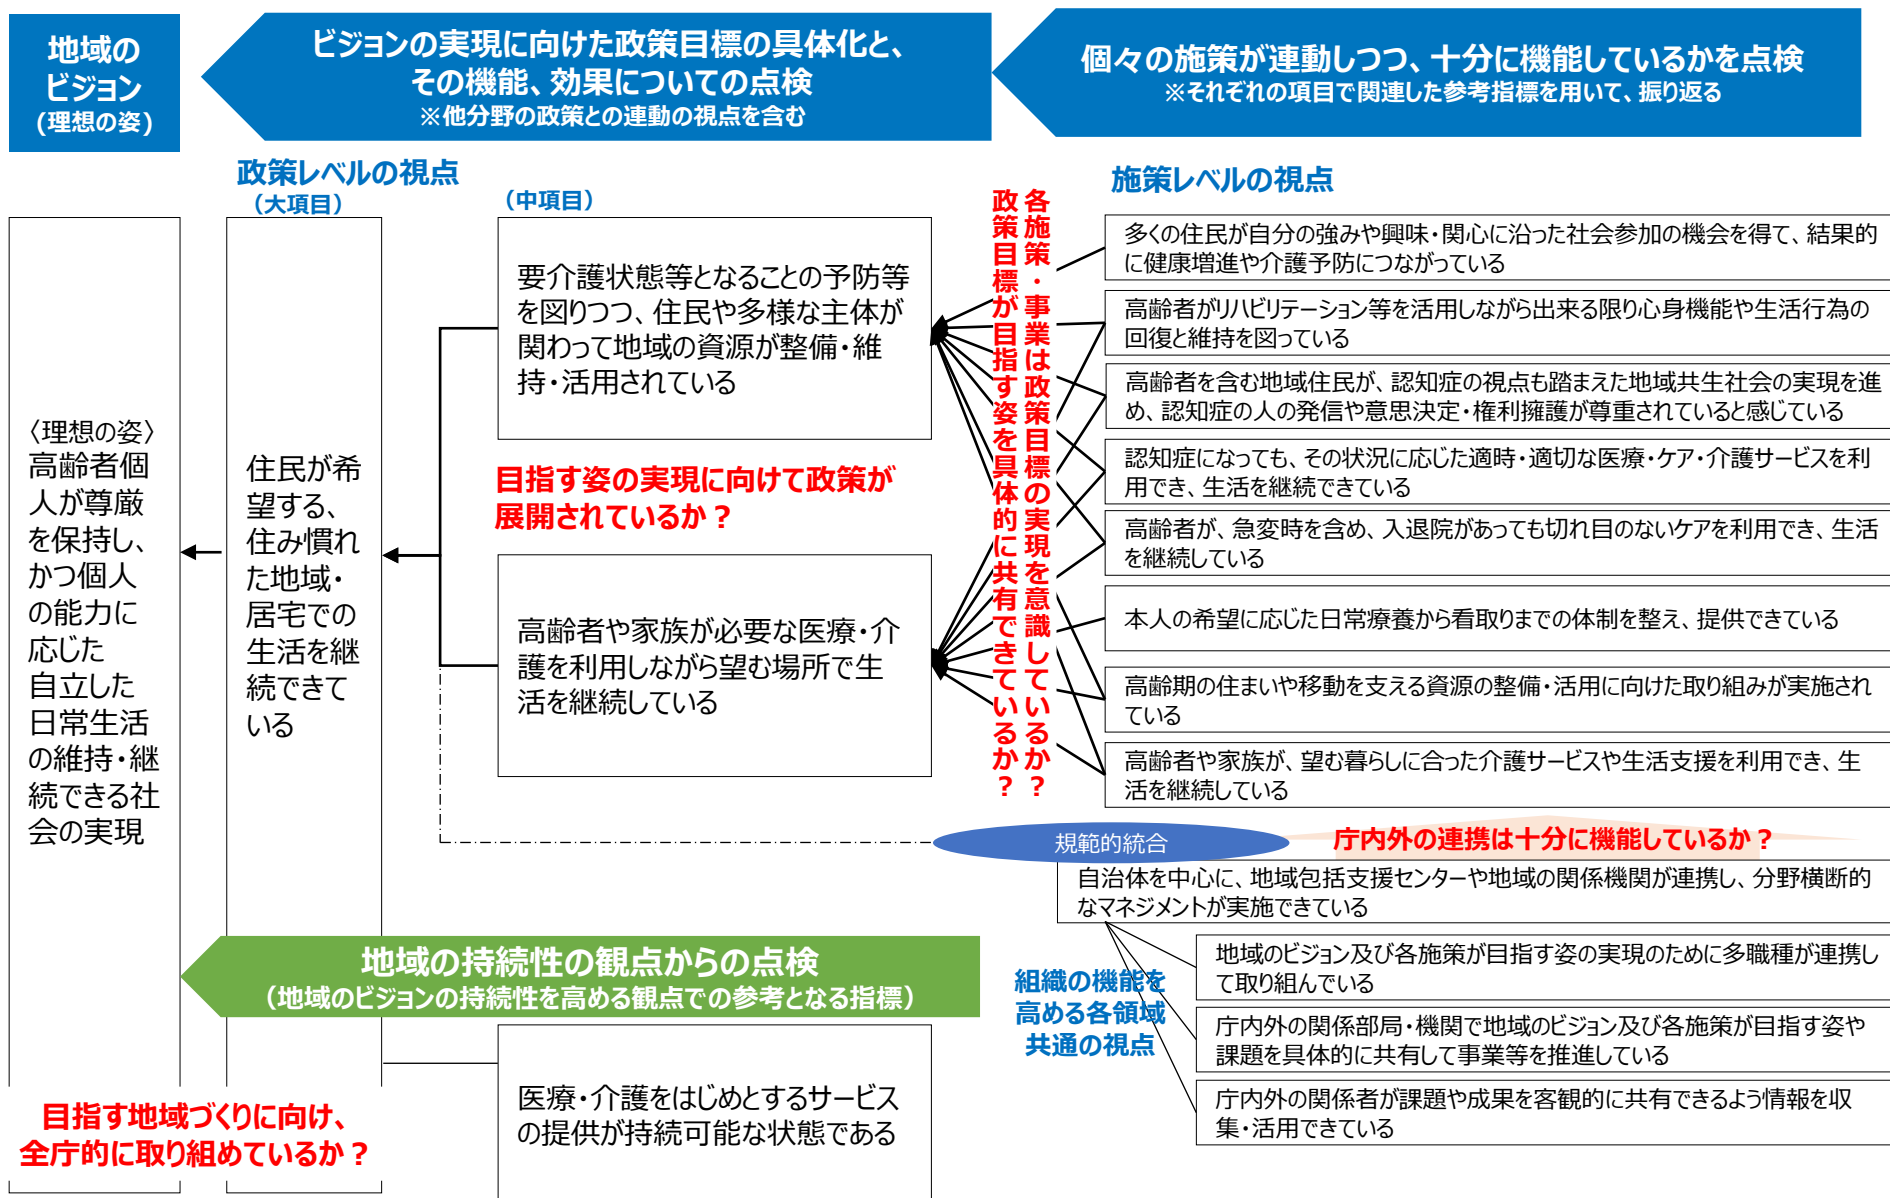 地域の
ビジョン
(理想の姿)
ビジョンの実現に向けた政策目標の具体化と、
その機能、効果についての点検
※他分野の政策との連動の視点を含む
個々の施策が連動しつつ、十分に機能しているかを点検
※それぞれの項目で関連した参考指標を用いて、振り返る
政策レベルの視点
（大項目）
（中項目）
施策レベルの視点
〈理想の姿〉
高齢者個
人が尊厳
を保持し、
かつ個人
の能力に
応じた
自立した
日常生活
の維持・継
続できる社
会の実現
住民が希
望する、
住み慣れ
た地域・
居宅での
生活を継
続できて
いる
要介護状態等となることの予防等
を図りつつ、住民や多様な主体が
関わって地域の資源が整備・維
持・活用されている
目指す姿の実現に向けて政策が
展開されているか？
高齢者や家族が必要な医療・介
護を利用しながら望む場所で生
活を継続している
各施策・事業は政策目標の実現を意識しているか？
政策目標が目指す姿を具体的に共有できているか？
多くの住民が自分の強みや興味・関心に沿った社会参加の機会を得て、結果的
に健康増進や介護予防につながっている
高齢者がリハビリテーション等を活用しながら出来る限り心身機能や生活行為の
回復と維持を図っている
高齢者を含む地域住民が、認知症の視点も踏まえた地域共生社会の実現を進
め、認知症の人の発信や意思決定・権利擁護が尊重されていると感じている
認知症になっても、その状況に応じた適時・適切な医療・ケア・介護サービスを利
用でき、生活を継続できている
高齢者が、急変時を含め、入退院があっても切れ目のないケアを利用でき、生活
を継続している
本人の希望に応じた日常療養から看取りまでの体制を整え、提供できている
高齢期の住まいや移動を支える資源の整備・活用に向けた取り組みが実施され
ている
高齢者や家族が、望む暮らしに合った介護サービスや生活支援を利用でき、生
活を継続している
規範的統合
庁内外の連携は十分に機能しているか？
自治体を中心に、地域包括支援センターや地域の関係機関が連携し、分野横断的
なマネジメントが実施できている
地域の持続性の観点からの点検
（地域のビジョンの持続性を高める観点での参考となる指標）
組織の機能を
高める各領域
共通の視点
地域のビジョン及び各施策が目指す姿の実現のために多職種が連携し
て取り組んでいる
庁内外の関係部局・機関で地域のビジョン及び各施策が目指す姿や
課題を具体的に共有して事業等を推進している
庁内外の関係者が課題や成果を客観的に共有できるよう情報を収
集・活用できている
医療・介護をはじめとするサービス
の提供が持続可能な状態である
目指す地域づくりに向け、
全庁的に取り組めているか？